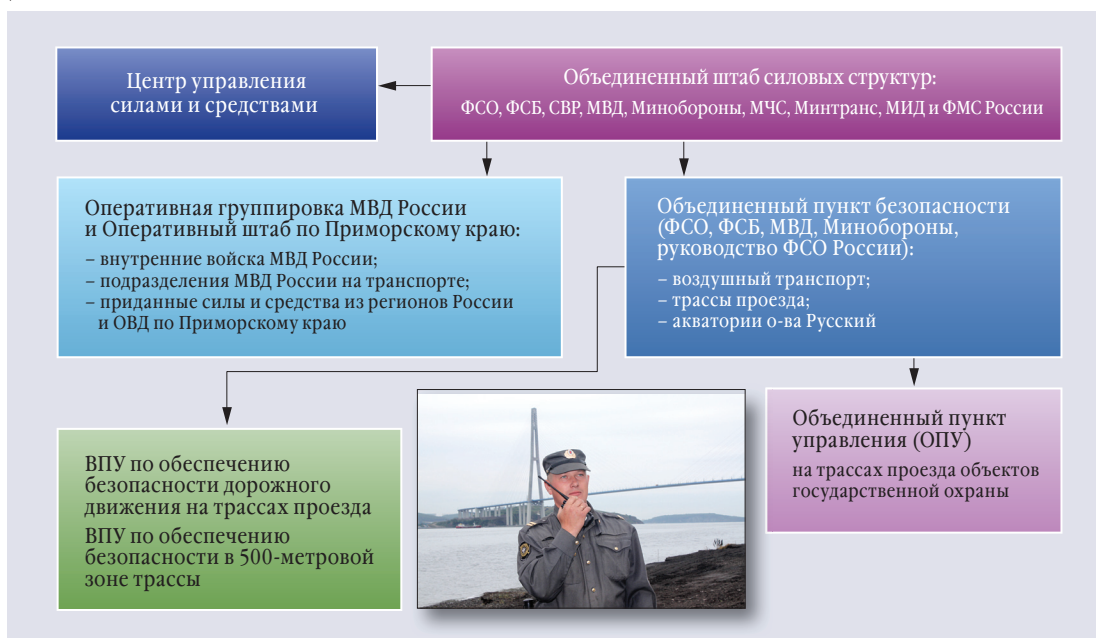 Центр управления
силами и средствами
Объединенный штаб силовых структур:
ФСО, ФСБ, СВР, МВД, Минобороны, МЧС, Минтранс, МИД и ФМС России
Оперативная группировка МВД России
и Оперативный штаб по Приморскому краю:
– внутренние войска МВД России;
– подразделения МВД России на транспорте;
– приданные силы и средства из регионов России
и ОВД по Приморскому краю
Объединенный пункт безопасности
(ФСО, ФСБ, МВД, Минобороны,
руководство ФСО России):
– воздушный транспорт;
– трассы проезда;
– акватории о-ва Русский
ВПУ по обеспечению
безопасности дорожного
движения на трассах проезда
ВПУ по обеспечению
безопасности в 500-метровой
зоне трассы
Объединенный пункт
управления (ОПУ)
на трассах проезда объектов
государственной охраны